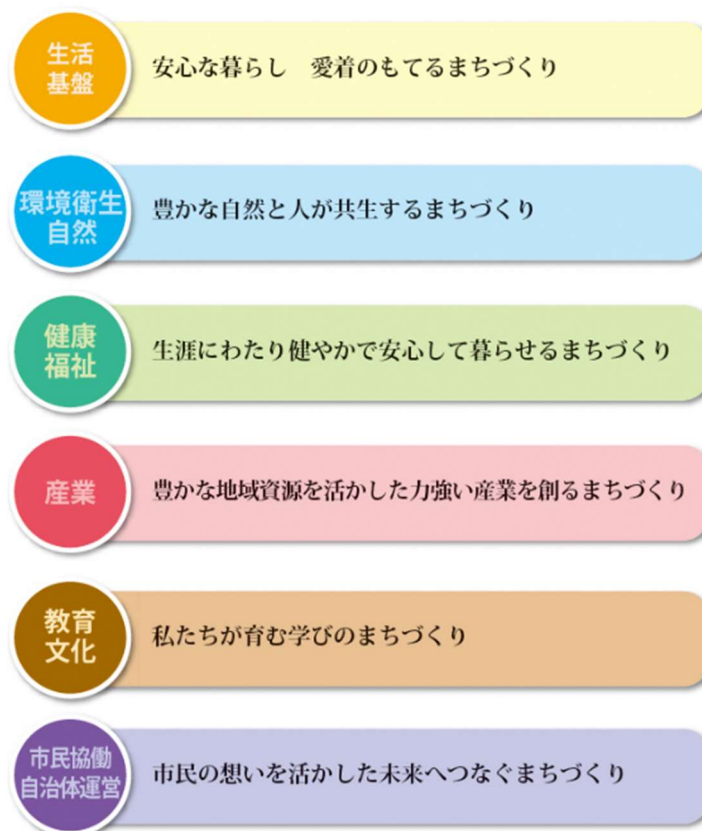 生活
基盤
安心な暮らし　愛着のもてるまちづくり
環境衛生
自然
豊かな自然と人が共生するまちづくり
健康
福祉
生涯にわたり健やかで安心して暮らせるまちづくり
産業
豊かな地域資源を活かした力強い産業を創るまちづくり
教育
文化
私たちが育む学びのまちづくり
市民協働
自治体運営
市民の想いを活かした未来へつなぐまちづくり